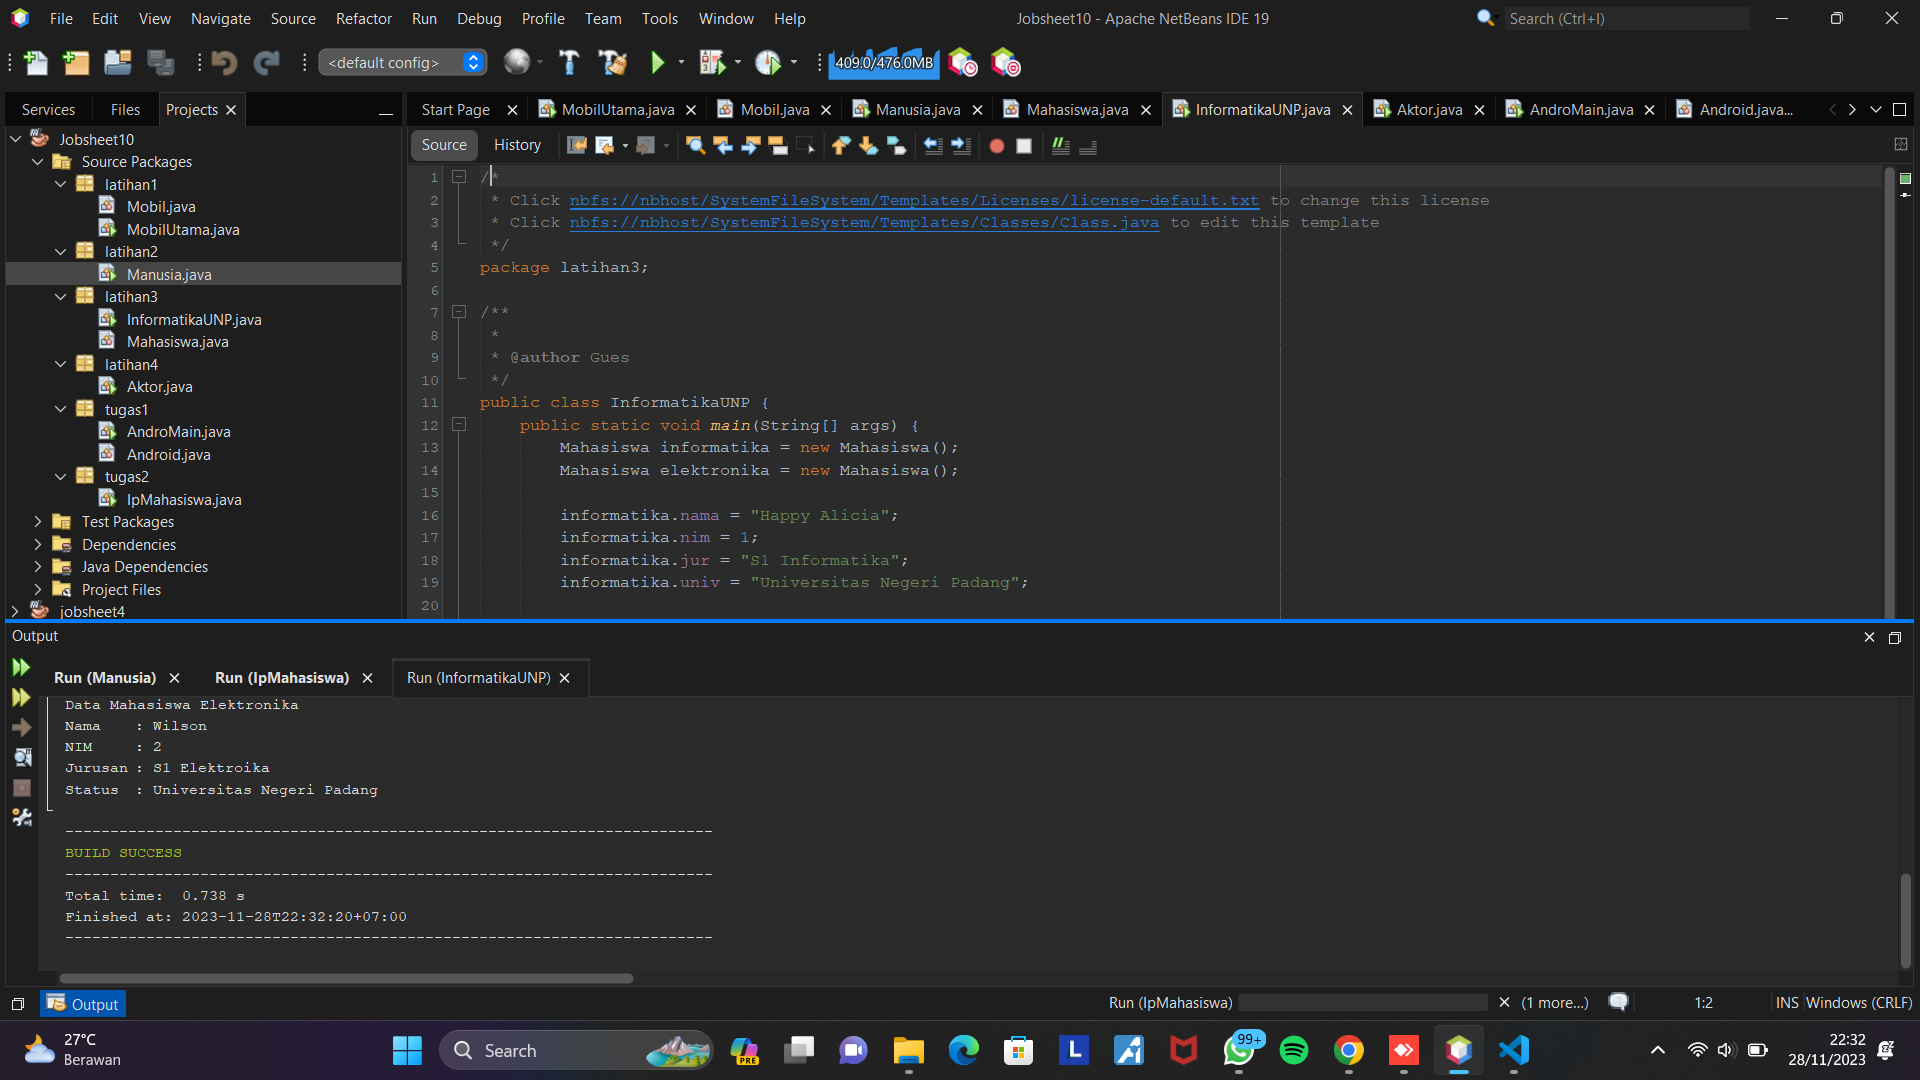 File Edit View Navigate Source Refactor Run Debug Profile Team Tools Window Help
Jobsheet10 - Apache NetBeans IDE 19
Search (Ctrl+I)
<default config>
409.0/476.0MB
Services Files Projects
Start Page MobilUtama.java Mobil.java Manusia.java Mahasiswa.java InformatikaUNP.java Aktor.java AndroMain.java Android.java...
Source History
Jobsheet10
Source Packages
latihan1
Mobil.java
MobilUtama.java
latihan2
Manusia.java
latihan3
InformatikaUNP.java
Mahasiswa.java
latihan4
Aktor.java
tugas1
AndroMain.java
Android.java
tugas2
IpMahasiswa.java
Test Packages
Dependencies
Java Dependencies
Project Files
jobsheet4
1 /*
2 * Click nbfs://nbhost/SystemFileSystem/Templates/Licenses/license-default.txt to change this license
3 * Click nbfs://nbhost/SystemFileSystem/Templates/Classes/Class.java to edit this template
4 */
5 package latihan3;
6
7 /**
8 *
9 * @author Gues
10 */
11 public class InformatikaUNP {
12 public static void main(String[] args) {
13 Mahasiswa informatika = new Mahasiswa();
14 Mahasiswa elektronika = new Mahasiswa();
15
16 informatika.nama = "Happy Alicia";
17 informatika.nim = 1;
18 informatika.jur = "S1 Informatika";
19 informatika.univ = "Universitas Negeri Padang";
20
Output
Run (Manusia) Run (IpMahasiswa) Run (InformatikaUNP)
Data Mahasiswa Elektronika
Nama : Wilson
NIM : 2
Jurusan : S1 Elektroika
Status : Universitas Negeri Padang
------------------------------------------------------------------------
BUILD SUCCESS
------------------------------------------------------------------------
Total time: 0.738 s
Finished at: 2023-11-28T22:32:20+07:00
------------------------------------------------------------------------
Output
Run (IpMahasiswa) (1 more...) 1:2 INS Windows (CRLF)
27°C
Berawan
Search
PRE
L
99+
22:32
28/11/2023